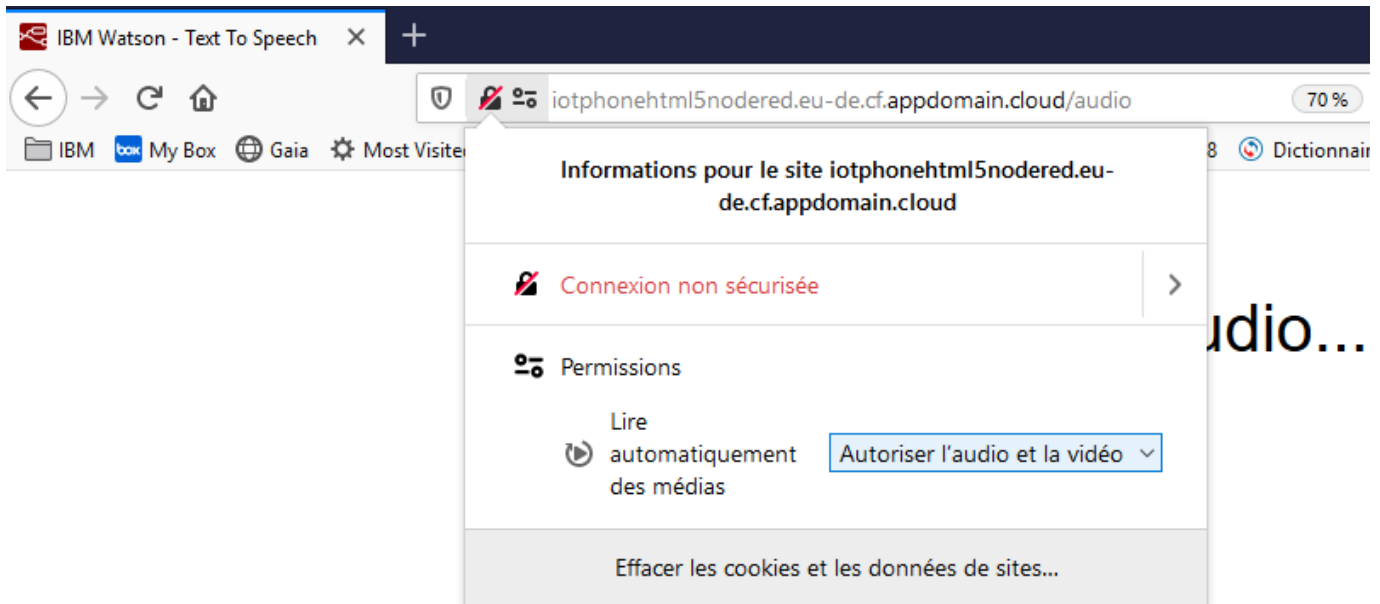 IBM Watson - Text To Speech
iotphonehtml5nodered.eu-de.cf.appdomain.cloud/audio 70 %
IBM box My Box Gaia Most Visite 8 Dictionnair
Informations pour le site iotphonehtml5nodered.eu-
de.cf.appdomain.cloud
Connexion non sécurisée
udio...
Permissions
Lire
automatiquement
des médias
Autoriser l'audio et la vidéo
Effacer les cookies et les données de sites...